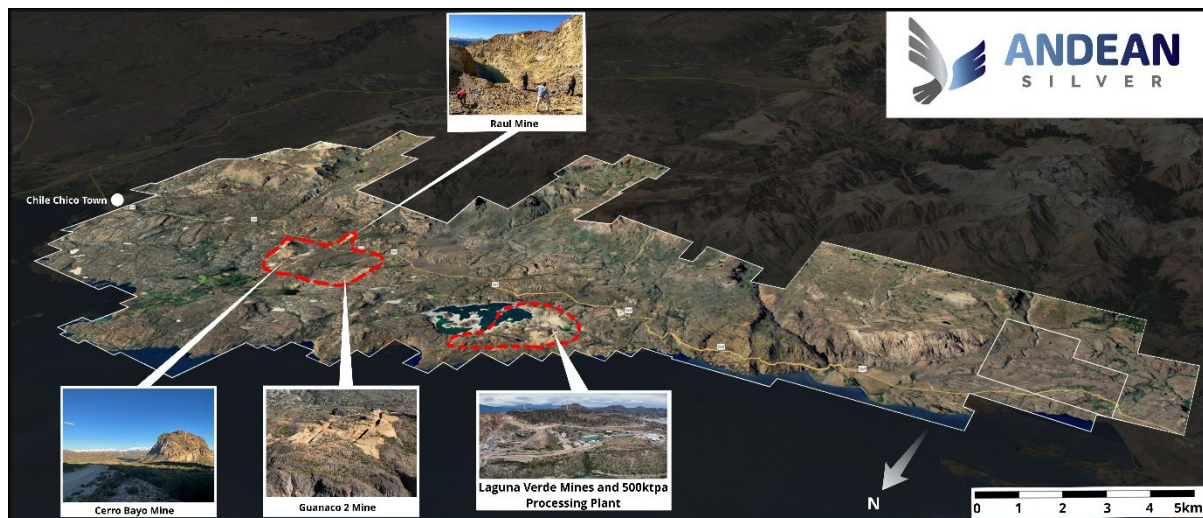 ANDEAN
SILVER
Raul Mine
Chile Chico Town
Cerro Bayo Mine
Guanaco 2 Mine
Laguna Verde Mines and 500ktpa
Processing Plant
N
0 1 2 3 4 5km